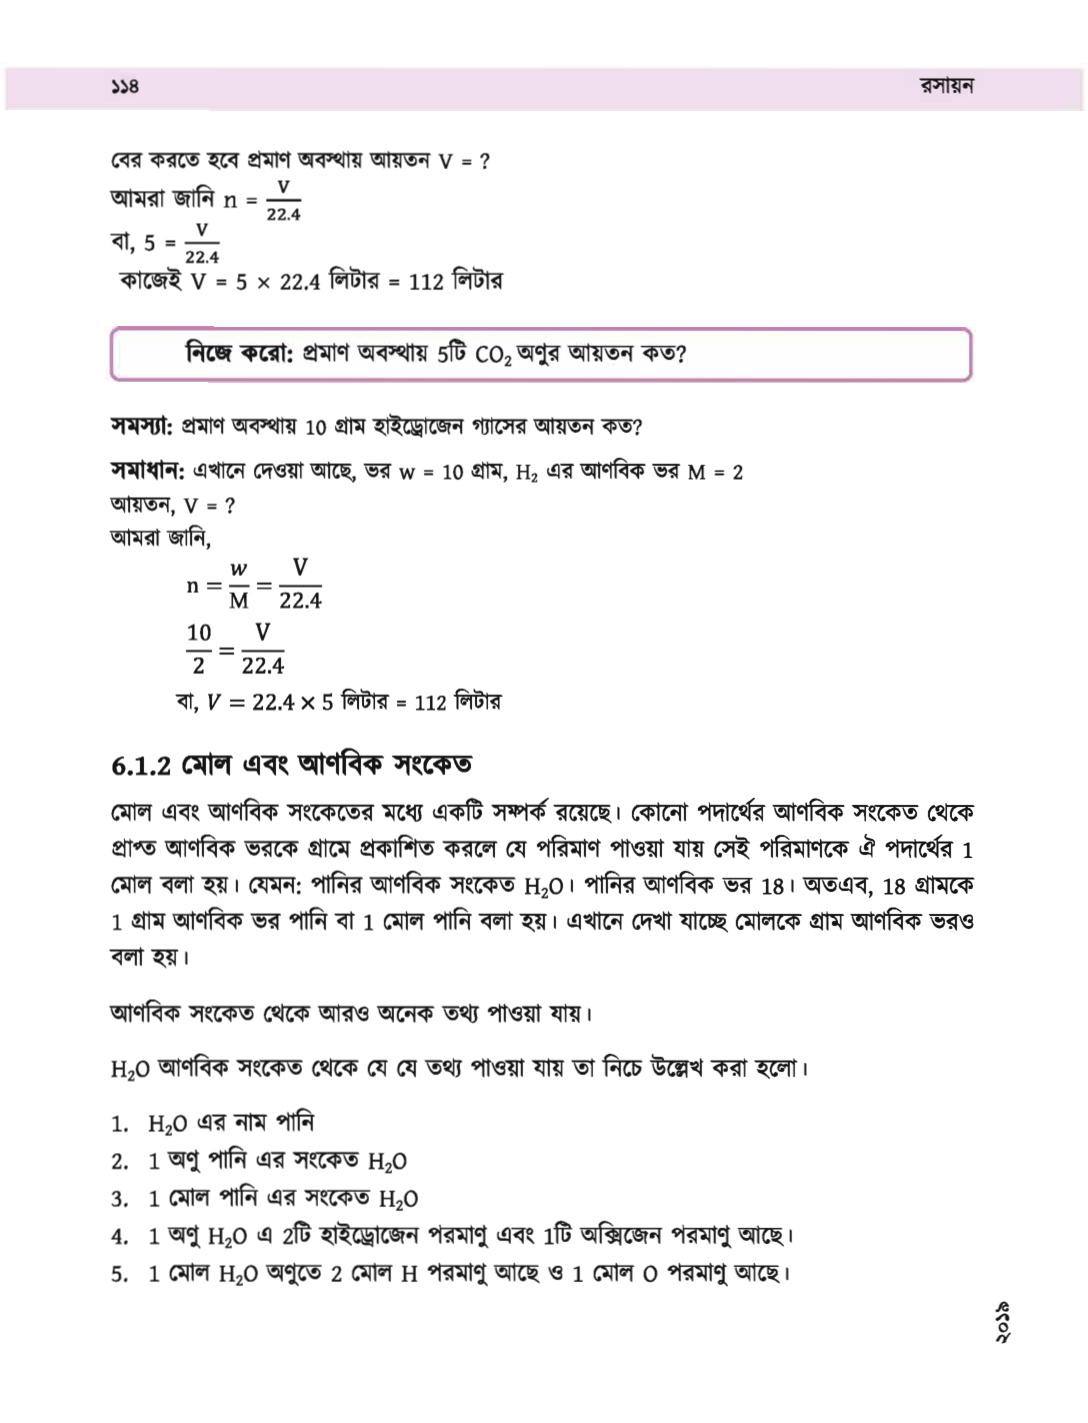 ১১৪ রসায়ন
বের করতে হবে প্রমাণ অবস্থায় আয়তন V = ?
আমরা জানি n = V/22.4
বা, 5 = V/22.4
কাজেই V = 5 × 22.4 লিটার = 112 লিটার
নিজে করো: প্রমাণ অবস্থায় 5টি CO₂ অণুর আয়তন কত?
সমস্যা: প্রমাণ অবস্থায় 10 গ্রাম হাইড্রোজেন গ্যাসের আয়তন কত?
সমাধান: এখানে দেওয়া আছে, ভর w = 10 গ্রাম, H₂ এর আণবিক ভর M = 2
আয়তন, V = ?
আমরা জানি,
n = w/M = V/22.4
10/2 = V/22.4
বা, V = 22.4 × 5 লিটার = 112 লিটার
6.1.2 মোল এবং আণবিক সংকেত
মোল এবং আণবিক সংকেতের মধ্যে একটি সম্পর্ক রয়েছে। কোনো পদার্থের আণবিক সংকেত থেকে
প্রাপ্ত আণবিক ভরকে গ্রামে প্রকাশিত করলে যে পরিমাণ পাওয়া যায় সেই পরিমাণকে ঐ পদার্থের 1
মোল বলা হয়। যেমন: পানির আণবিক সংকেত H₂O। পানির আণবিক ভর 18। অতএব, 18 গ্রামকে
1 গ্রাম আণবিক ভর পানি বা 1 মোল পানি বলা হয়। এখানে দেখা যাচ্ছে মোলকে গ্রাম আণবিক ভরও
বলা হয়।
আণবিক সংকেত থেকে আরও অনেক তথ্য পাওয়া যায়।
H₂O আণবিক সংকেত থেকে যে যে তথ্য পাওয়া যায় তা নিচে উল্লেখ করা হলো।
1. H₂O এর নাম পানি
2. 1 অণু পানি এর সংকেত H₂O
3. 1 মোল পানি এর সংকেত H₂O
4. 1 অণু H₂O এ 2টি হাইড্রোজেন পরমাণু এবং 1টি অক্সিজেন পরমাণু আছে।
5. 1 মোল H₂O অণুতে 2 মোল H পরমাণু আছে ও 1 মোল O পরমাণু আছে।
২০১৯